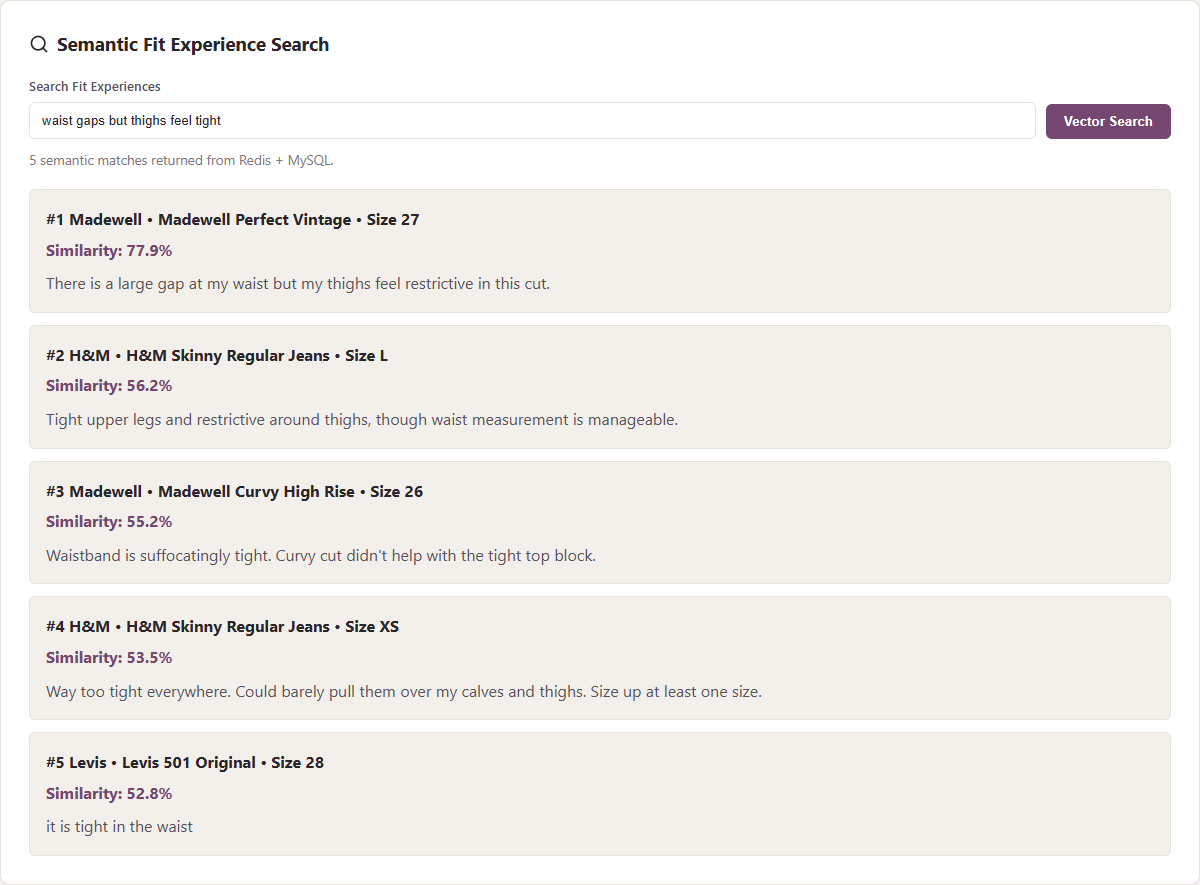 Semantic Fit Experience Search
Search Fit Experiences
waist gaps but thighs feel tight
Vector Search
5 semantic matches returned from Redis + MySQL.
#1 Madewell • Madewell Perfect Vintage • Size 27
Similarity: 77.9%
There is a large gap at my waist but my thighs feel restrictive in this cut.
#2 H&M • H&M Skinny Regular Jeans • Size L
Similarity: 56.2%
Tight upper legs and restrictive around thighs, though waist measurement is manageable.
#3 Madewell • Madewell Curvy High Rise • Size 26
Similarity: 55.2%
Waistband is suffocatingly tight. Curvy cut didn't help with the tight top block.
#4 H&M • H&M Skinny Regular Jeans • Size XS
Similarity: 53.5%
Way too tight everywhere. Could barely pull them over my calves and thighs. Size up at least one size.
#5 Levis • Levis 501 Original • Size 28
Similarity: 52.8%
it is tight in the waist